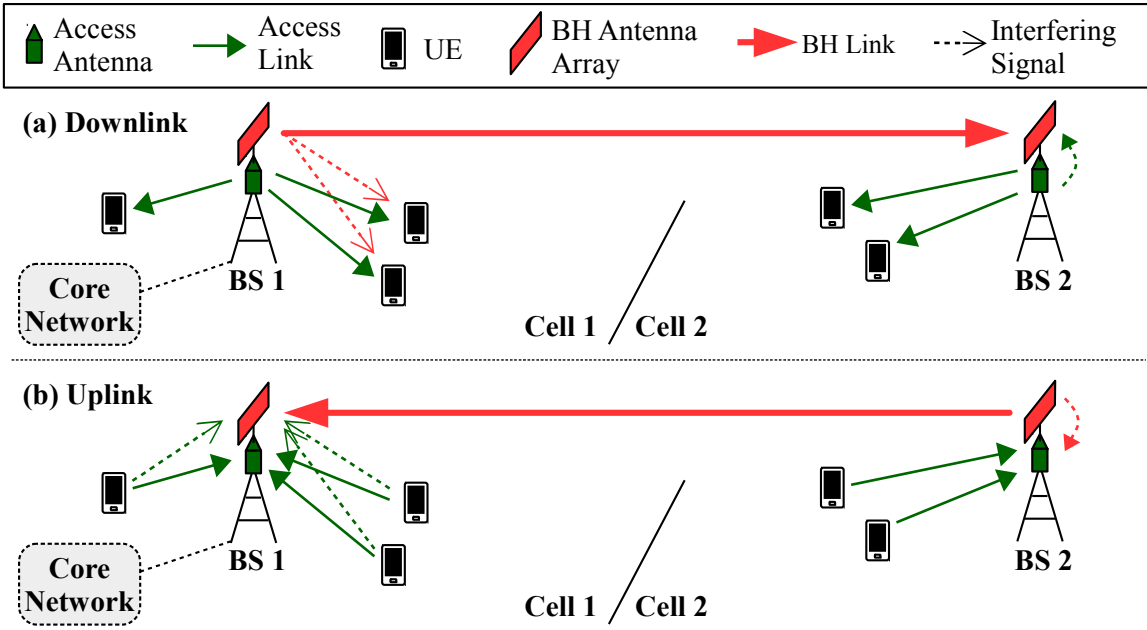 Access
Antenna
Access
Link
UE
BH Antenna
Array
BH Link
Interfering
Signal
(a) Downlink
BS 1
BS 2
Core
Network
Cell 1
Cell 2
(b) Uplink
BS 1
BS 2
Core
Network
Cell 1
Cell 2